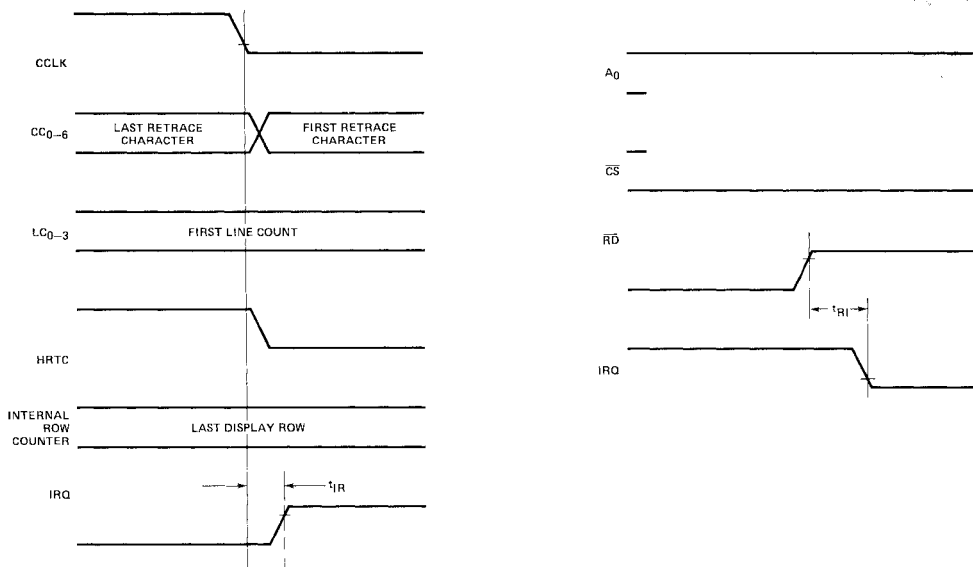 CCLK
CC0–6
LAST RETRACE
CHARACTER
FIRST RETRACE
CHARACTER
LC0–3
FIRST LINE COUNT
HRTC
INTERNAL
ROW
COUNTER
LAST DISPLAY ROW
IRQ
tIR
A0
CS
RD
tRI
IRQ